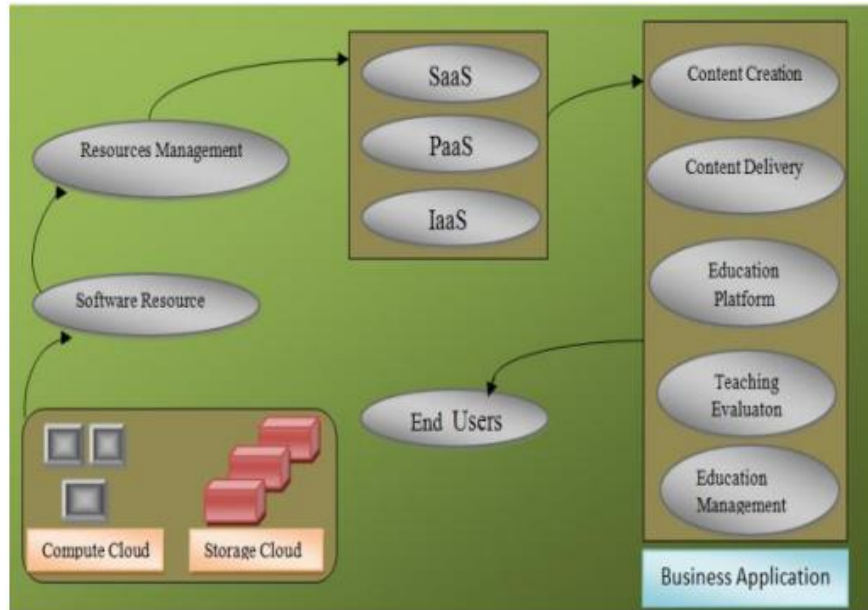 SaaS
PaaS
IaaS
Content Creation
Content Delivery
Education
Platform
Teaching
Evaluaton
Education
Management
Business Application
Resources Management
Software Resource
End Users
Compute Cloud
Storage Cloud